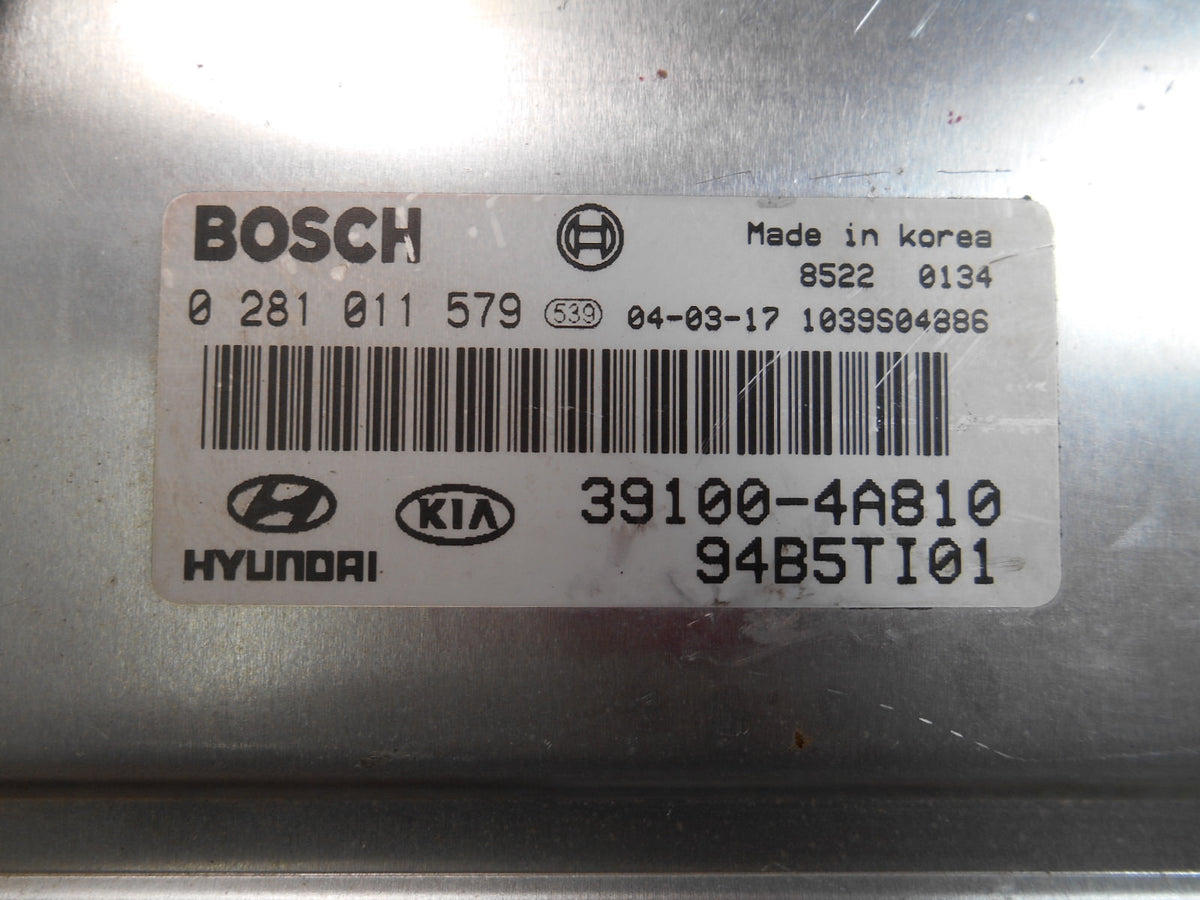 BOSCH
Made in korea
8522 0134
0 281 011 579 539 04-03-17 1039S04886
HYUNDAI
KIA
39100-4A810
94B5TI01